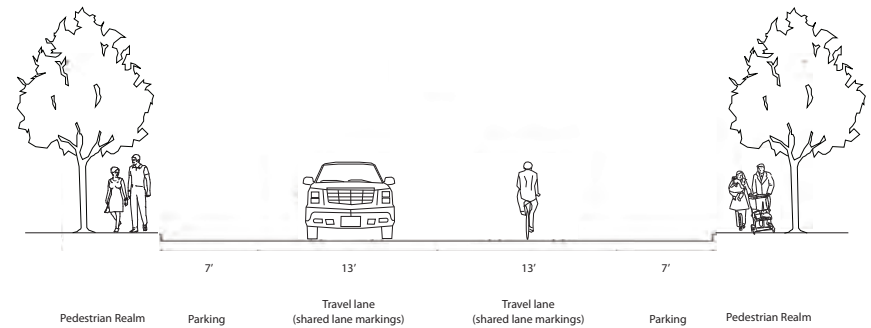 7’ 13’ 13’ 7’
Pedestrian Realm Parking Travel lane Travel lane Parking Pedestrian Realm
(shared lane markings) (shared lane markings)